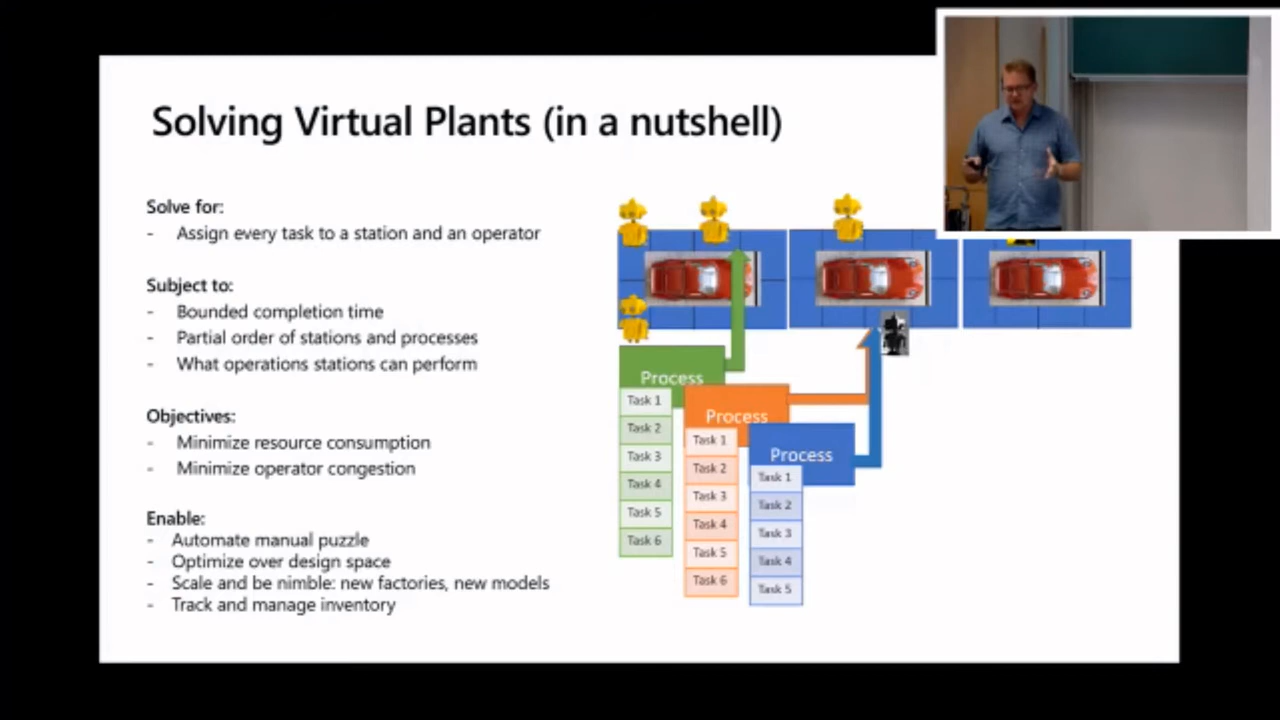 Solving Virtual Plants (in a nutshell)
Solve for:
- Assign every task to a station and an operator
Subject to:
- Bounded completion time
- Partial order of stations and processes
- What operations stations can perform
Objectives:
- Minimize resource consumption
- Minimize operator congestion
Enable:
- Automate manual puzzle
- Optimize over design space
- Scale and be nimble: new factories, new models
- Track and manage inventory
Process
Task 1
Task 2
Task 3
Task 4
Task 5
Task 6
Process
Task 1
Task 2
Task 3
Task 4
Task 5
Task 6
Process
Task 1
Task 2
Task 3
Task 4
Task 5